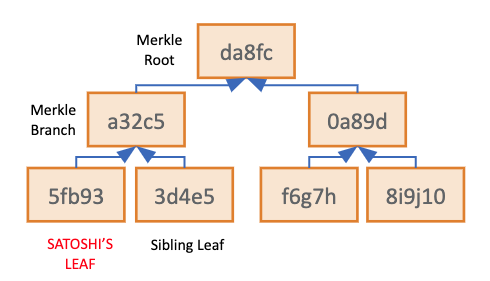 Merkle
Root
da8fc
Merkle
Branch
a32c5
0a89d
5fb93
3d4e5
f6g7h
8i9j10
SATOSHI'S
LEAF
Sibling Leaf